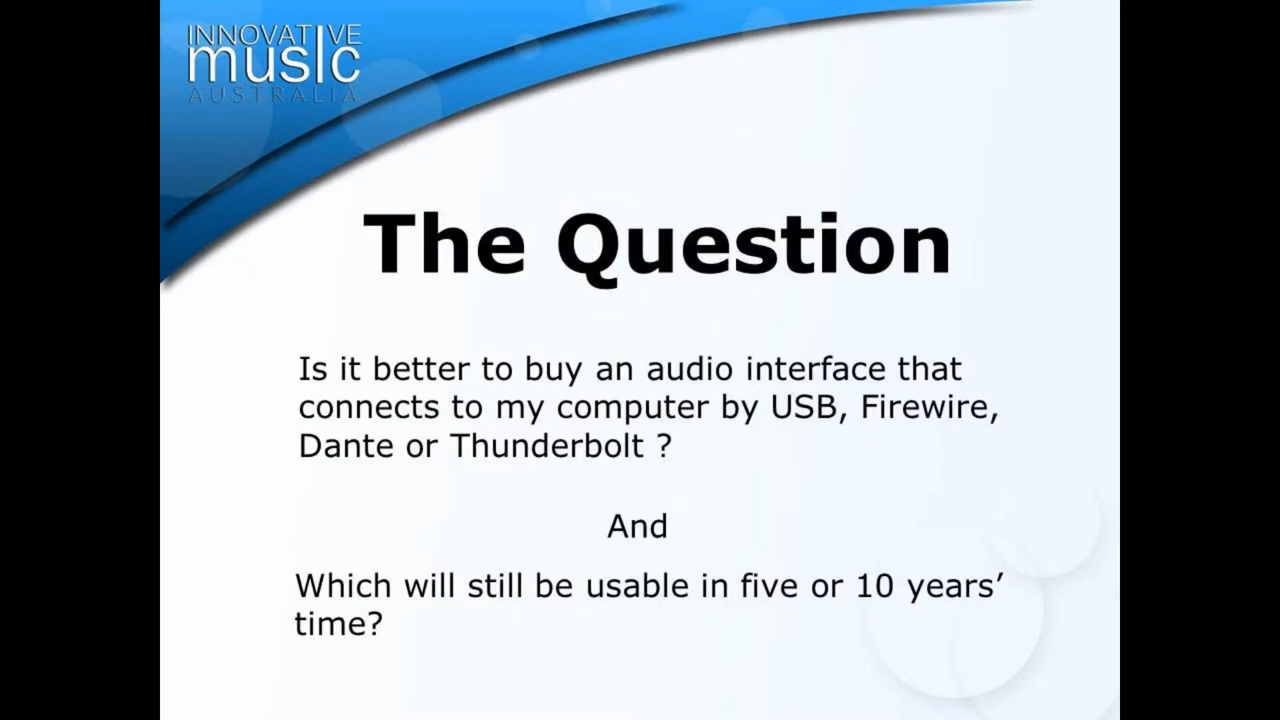 INNOVATIVE
music
AUSTRALIA
The Question
Is it better to buy an audio interface that
connects to my computer by USB, Firewire,
Dante or Thunderbolt ?
And
Which will still be usable in five or 10 years’
time?